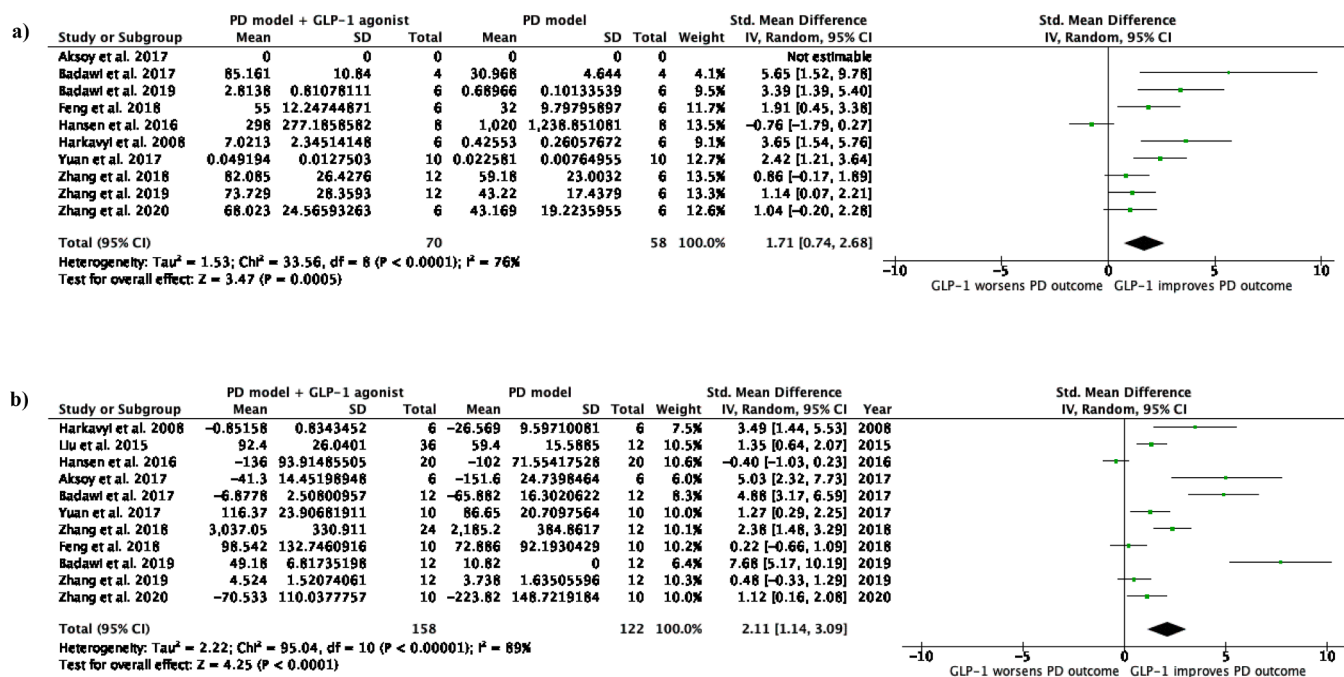 a)
PD model + GLP-1 agonist PD model Std. Mean Difference Std. Mean Difference
Study or Subgroup Mean SD Total Mean SD Total Weight IV, Random, 95% CI IV, Random, 95% CI
Aksoy et al. 2017 0 0 0 0 0 0 Not estimable
Badawi et al. 2017 85.161 10.84 4 30.968 4.644 4 4.1% 5.65 [1.52, 9.78]
Badawi et al. 2019 2.8138 0.81078111 6 0.68966 0.10133539 6 9.5% 3.39 [1.39, 5.40]
Feng et al. 2018 55 12.24744871 6 32 9.79795897 6 11.7% 1.91 [0.45, 3.38]
Hansen et al. 2016 298 277.1858582 8 1,020 1,238.851081 8 13.5% −0.76 [−1.79, 0.27]
Harkavyi et al. 2008 7.0213 2.34514148 6 0.42553 0.26057672 6 9.1% 3.65 [1.54, 5.76]
Yuan et al. 2017 0.049194 0.0127503 10 0.022581 0.00764955 10 12.7% 2.42 [1.21, 3.64]
Zhang et al. 2018 82.085 26.4276 12 59.18 23.0032 6 13.5% 0.86 [−0.17, 1.89]
Zhang et al. 2019 73.729 28.3593 12 43.22 17.4379 6 13.3% 1.14 [0.07, 2.21]
Zhang et al. 2020 68.023 24.56593263 6 43.169 19.2235955 6 12.6% 1.04 [−0.20, 2.28]
Total (95% CI) 70 58 100.0% 1.71 [0.74, 2.68]
Heterogeneity: Tau² = 1.53; Chi² = 33.56, df = 8 (P < 0.0001); I² = 76%
Test for overall effect: Z = 3.47 (P = 0.0005)
−10 −5 0 5 10
GLP−1 worsens PD outcome GLP−1 improves PD outcome
b)
PD model + GLP-1 agonist PD model Std. Mean Difference Std. Mean Difference
Study or Subgroup Mean SD Total Mean SD Total Weight IV, Random, 95% CI Year IV, Random, 95% CI
Harkavyi et al. 2008 −0.85158 0.8343452 6 −26.569 9.59710081 6 7.5% 3.49 [1.44, 5.53] 2008
Liu et al. 2015 92.4 26.0401 36 59.4 15.5885 12 10.5% 1.35 [0.64, 2.07] 2015
Hansen et al. 2016 −136 93.91485505 20 −102 71.55417528 20 10.6% −0.40 [−1.03, 0.23] 2016
Aksoy et al. 2017 −41.3 14.45198948 6 −151.6 24.7398464 6 6.0% 5.03 [2.32, 7.73] 2017
Badawi et al. 2017 −6.8778 2.50800957 12 −65.882 16.3020622 12 8.3% 4.88 [3.17, 6.59] 2017
Yuan et al. 2017 116.37 23.90681911 10 86.65 20.7097564 10 10.0% 1.27 [0.29, 2.25] 2017
Zhang et al. 2018 3,037.05 330.911 24 2,185.2 384.8617 12 10.1% 2.38 [1.48, 3.29] 2018
Feng et al. 2018 98.542 132.7460916 10 72.886 92.1930429 10 10.2% 0.22 [−0.66, 1.09] 2018
Badawi et al. 2019 49.18 6.81735198 12 10.82 0 12 6.4% 7.68 [5.17, 10.19] 2019
Zhang et al. 2019 4.524 1.52074061 12 3.738 1.63505596 12 10.3% 0.48 [−0.33, 1.29] 2019
Zhang et al. 2020 −70.533 110.0377757 10 −223.82 148.7219184 10 10.0% 1.12 [0.16, 2.08] 2020
Total (95% CI) 158 122 100.0% 2.11 [1.14, 3.09]
Heterogeneity: Tau² = 2.22; Chi² = 95.04, df = 10 (P < 0.00001); I² = 89%
Test for overall effect: Z = 4.25 (P < 0.0001)
−10 −5 0 5 10
GLP−1 worsens PD outcome GLP−1 improves PD outcome